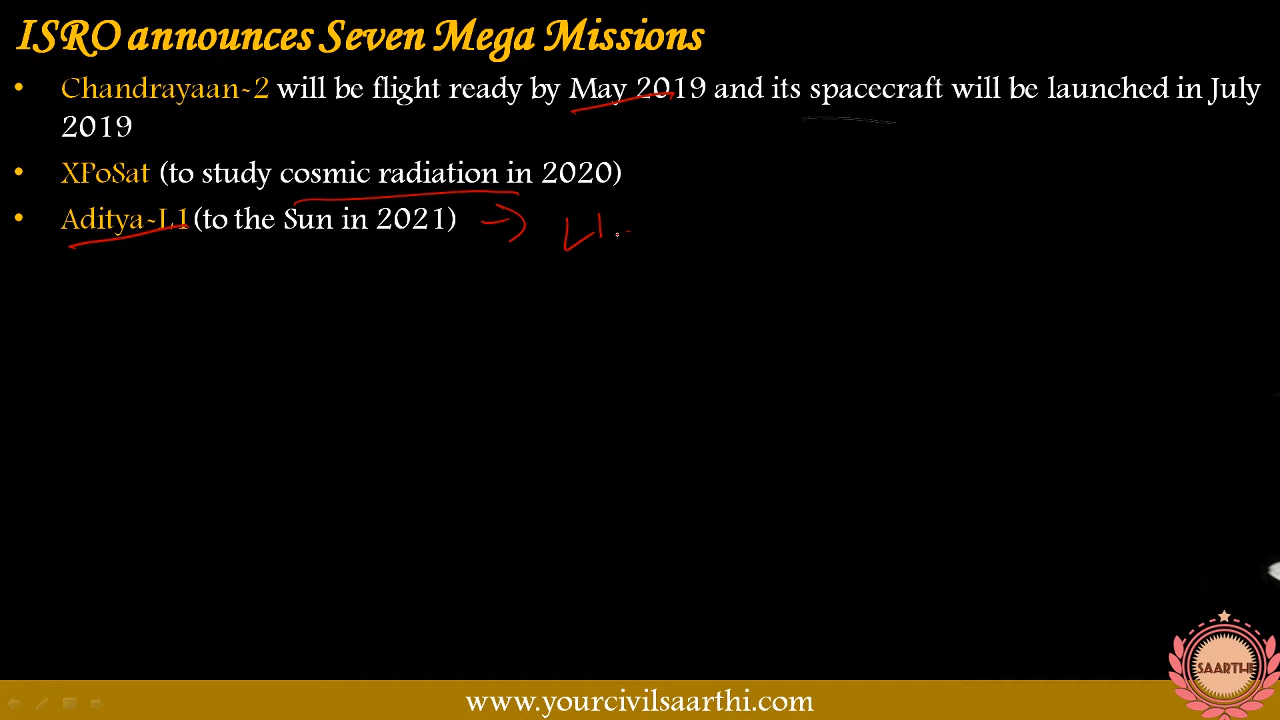 ISRO announces Seven Mega Missions
• Chandrayaan-2 will be flight ready by May 2019 and its spacecraft will be launched in July
2019
• XPoSat (to study cosmic radiation in 2020)
• Aditya-L1 (to the Sun in 2021) → L1
SAARTHI
www.yourcivilsaarthi.com